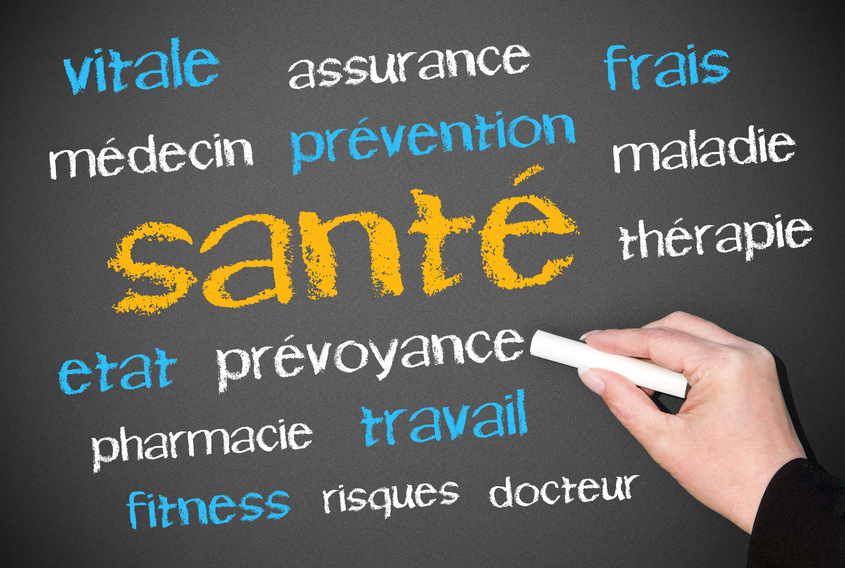 vitale assurance frais
médecin prévention maladie
santé thérapie
etat prévoyance
pharmacie travail
fitness risques docteur